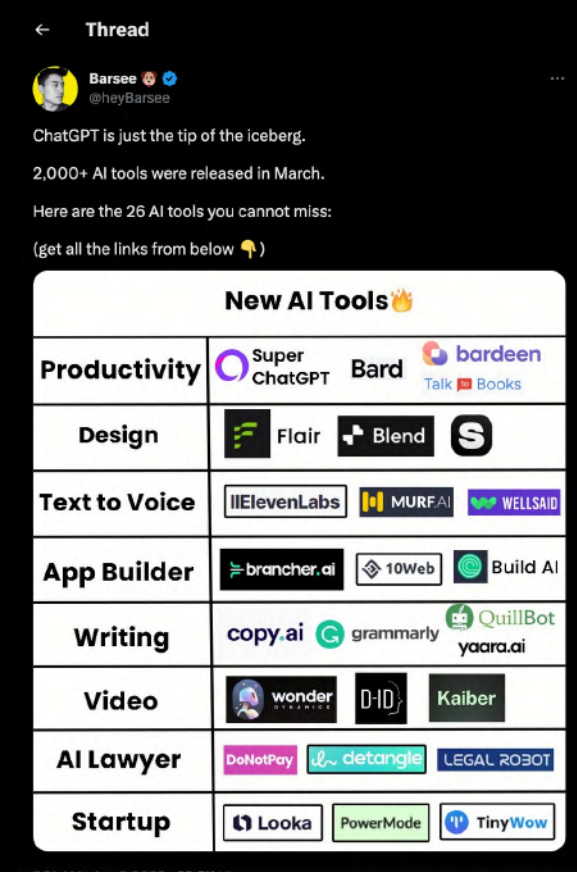 Thread
Barsee
@heyBarsee
ChatGPT is just the tip of the iceberg.
2,000+ AI tools were released in March.
Here are the 26 AI tools you cannot miss:
(get all the links from below 👇)
New AI Tools🔥
Productivity
Super ChatGPT
Bard
bardeen
Talk to Books
Design
Flair
Blend
S
Text to Voice
IIElevenLabs
MURF.AI
WELLSAID
App Builder
brancher.ai
10Web
Build AI
Writing
copy.ai
grammarly
QuillBot
yaara.ai
Video
wonder
DYNAMICS
D-ID
Kaiber
AI Lawyer
DoNotPay
detangle
LEGAL ROBOT
Startup
Looka
PowerMode
TinyWow